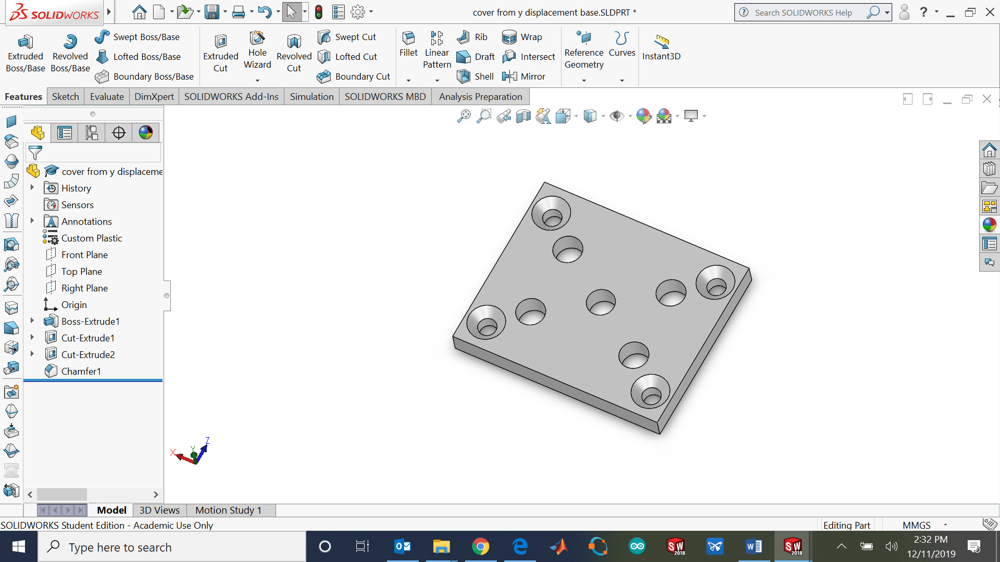 SOLIDWORKS
cover from y displacement base.SLDPRT *
Search SOLIDWORKS Help
?
Extruded Boss/Base
Revolved Boss/Base
Swept Boss/Base
Lofted Boss/Base
Boundary Boss/Base
Extruded Cut
Hole Wizard
Revolved Cut
Swept Cut
Lofted Cut
Boundary Cut
Fillet
Linear Pattern
Rib
Draft
Shell
Wrap
Intersect
Mirror
Reference Geometry
Curves
Instant3D
Features
Sketch
Evaluate
DimXpert
SOLIDWORKS Add-Ins
Simulation
SOLIDWORKS MBD
Analysis Preparation
cover from y displaceme
History
Sensors
Annotations
Custom Plastic
Front Plane
Top Plane
Right Plane
Origin
Boss-Extrude1
Cut-Extrude1
Cut-Extrude2
Chamfer1
X
Y
Z
Model
3D Views
Motion Study 1
SOLIDWORKS Student Edition - Academic Use Only
Editing Part
MMGS
Type here to search
SW 2018
SW 2018
2:32 PM
12/11/2019